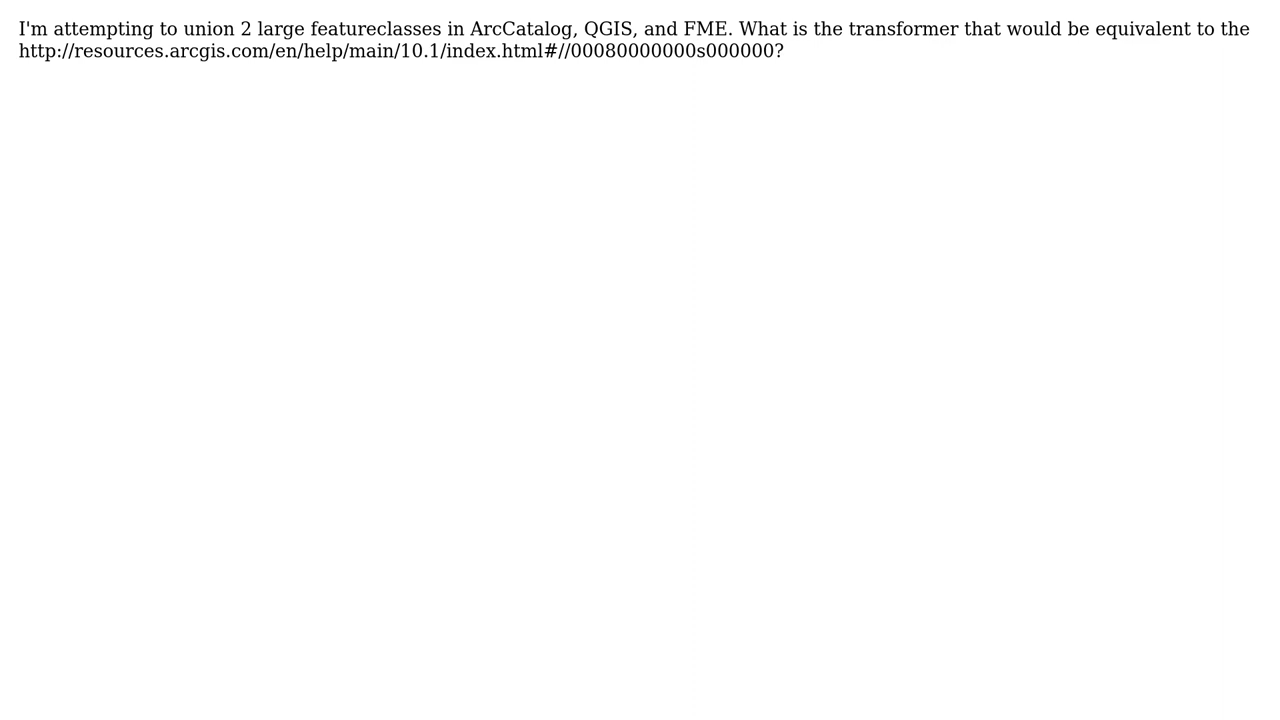 I'm attempting to union 2 large featureclasses in ArcCatalog, QGIS, and FME. What is the transformer that would be equivalent to the
http://resources.arcgis.com/en/help/main/10.1/index.html#//00080000000s000000?